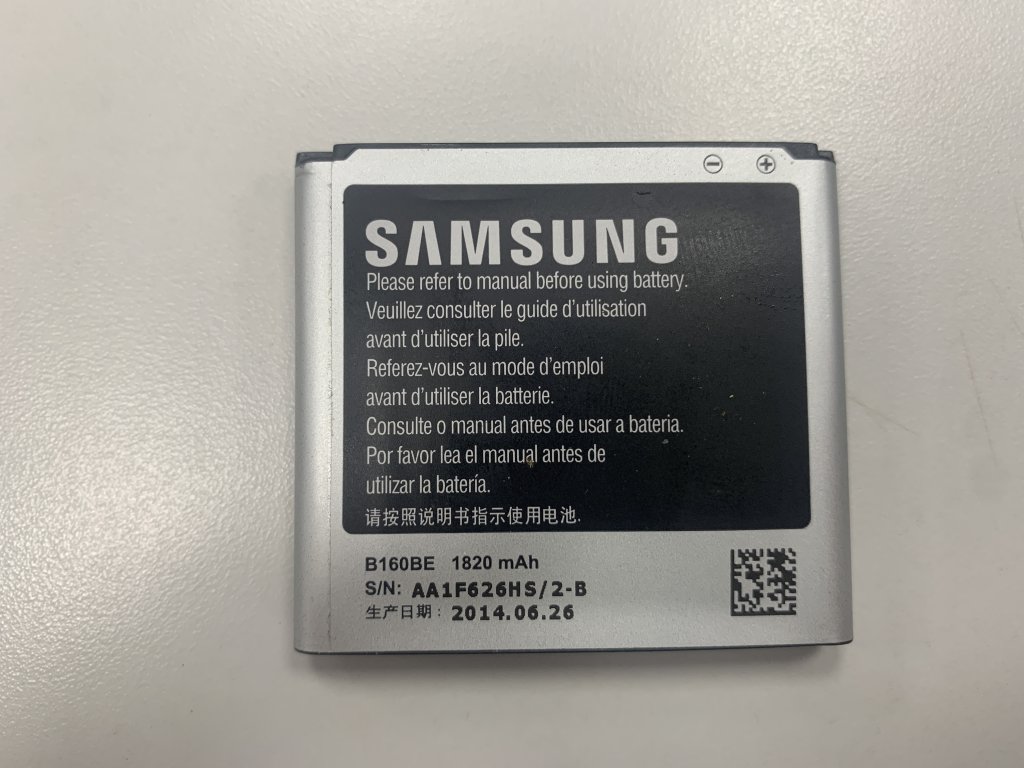 SAMSUNG
Please refer to manual before using battery.
Veuillez consulter le guide d'utilisation
avant d'utiliser la pile.
Referez-vous au mode d'emploi
avant d'utiliser la batterie.
Consulte o manual antes de usar a bateria.
Por favor lea el manual antes de
utilizar la batería.
请按照说明书指示使用电池.
B160BE 1820 mAh
S/N: AA1F626HS/2-B
生产日期: 2014.06.26